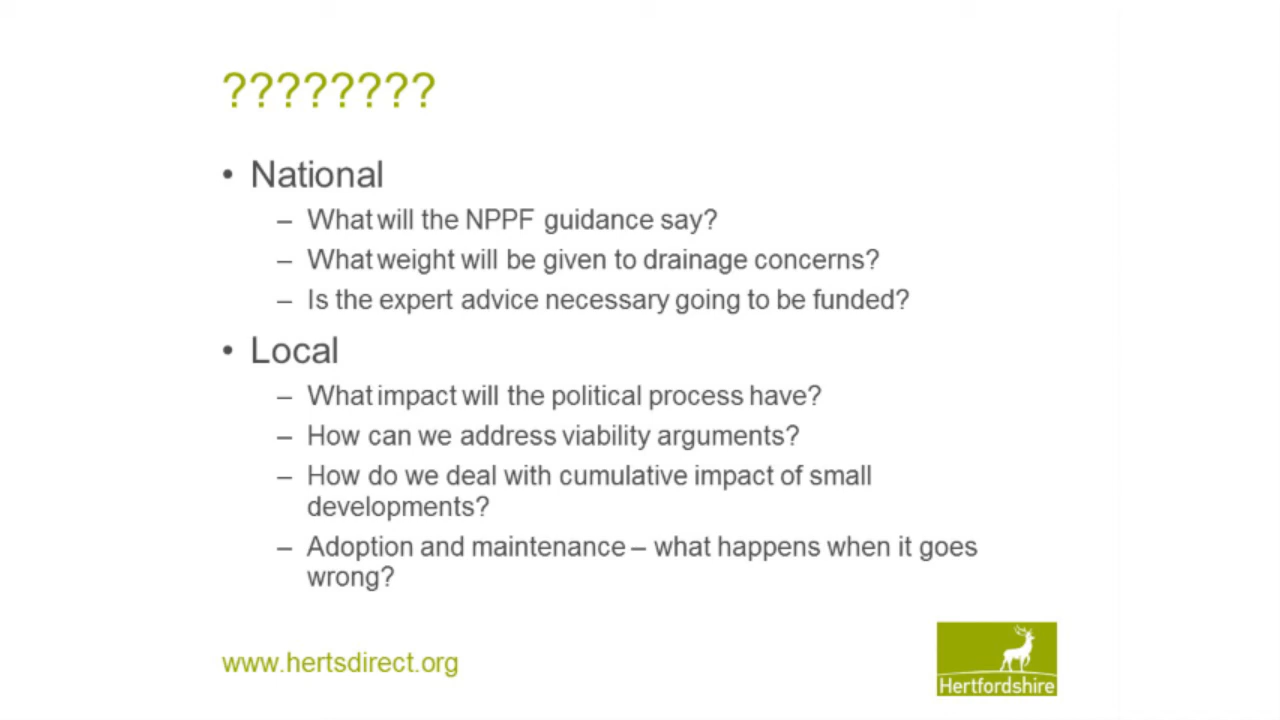 ????????
• National
– What will the NPPF guidance say?
– What weight will be given to drainage concerns?
– Is the expert advice necessary going to be funded?
• Local
– What impact will the political process have?
– How can we address viability arguments?
– How do we deal with cumulative impact of small
developments?
– Adoption and maintenance – what happens when it goes
wrong?
www.hertsdirect.org
Hertfordshire